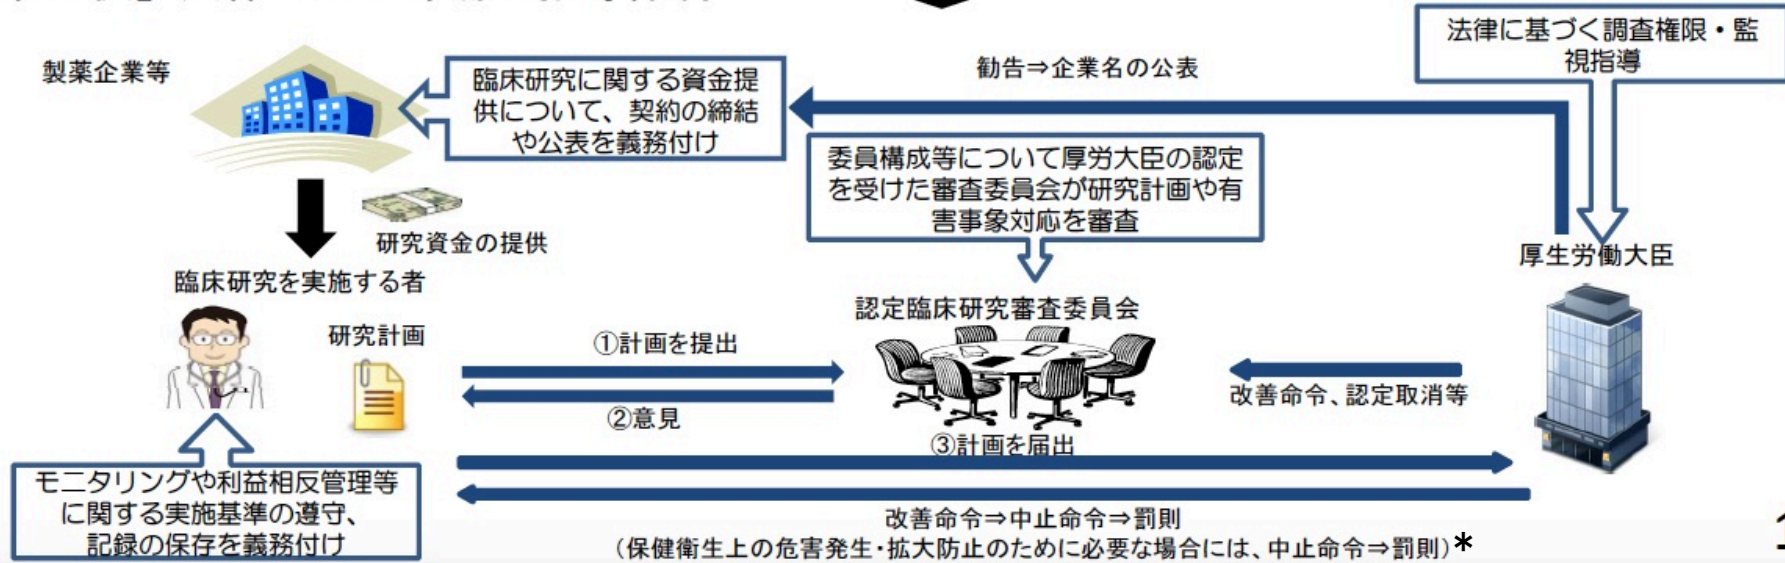 法律に基づく調査権限・監
視指導
製薬企業等
臨床研究に関する資金提
供について、契約の締結
や公表を義務付け
勧告⇒企業名の公表
委員構成等について厚労大臣の認定
を受けた審査委員会が研究計画や有
害事象対応を審査
研究資金の提供
厚生労働大臣
臨床研究を実施する者
認定臨床研究審査委員会
研究計画
①計画を提出
②意見
改善命令、認定取消等
③計画を届出
モニタリングや利益相反管理等
に関する実施基準の遵守、
記録の保存を義務付け
改善命令⇒中止命令⇒罰則
（保健衛生上の危害発生・拡大防止のために必要な場合には、中止命令⇒罰則）*